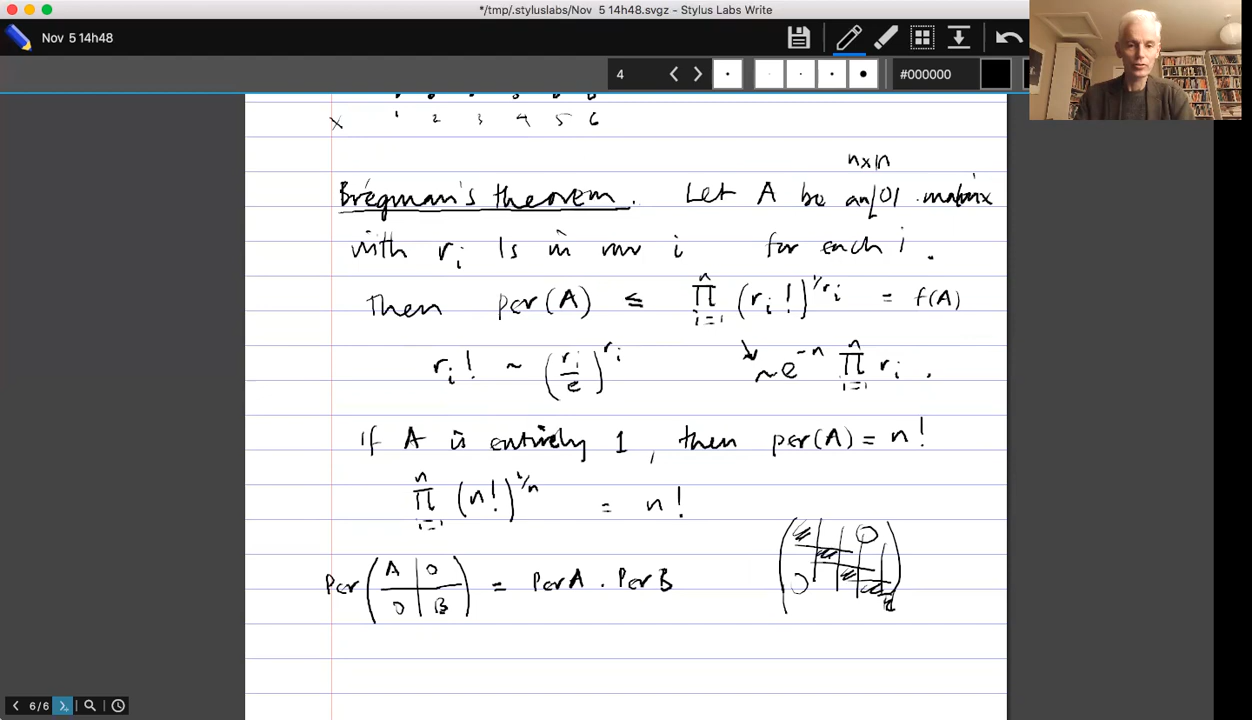 */tmp/.styluslabs/Nov 5 14h48.svgz - Stylus Labs Write
Nov 5 14h48
4
#000000
x 1 2 3 4 5 6
n×n
Brégman's theorem. Let A be an 01 matrix
with rᵢ 1s in row i for each i.
Then per(A) ≤ ∏ᵢ₌₁ⁿ (rᵢ!)^{1/rᵢ} = f(A)
rᵢ! ~ (rᵢ/e)^{rᵢ} ~ e^{-n} ∏ᵢ₌₁ⁿ rᵢ .
If A is entirely 1, then per(A) = n!
∏ᵢ₌₁ⁿ (n!)^{1/n} = n!
Per (A | 0 / 0 | B) = Per A . Per B
0
0
6/6